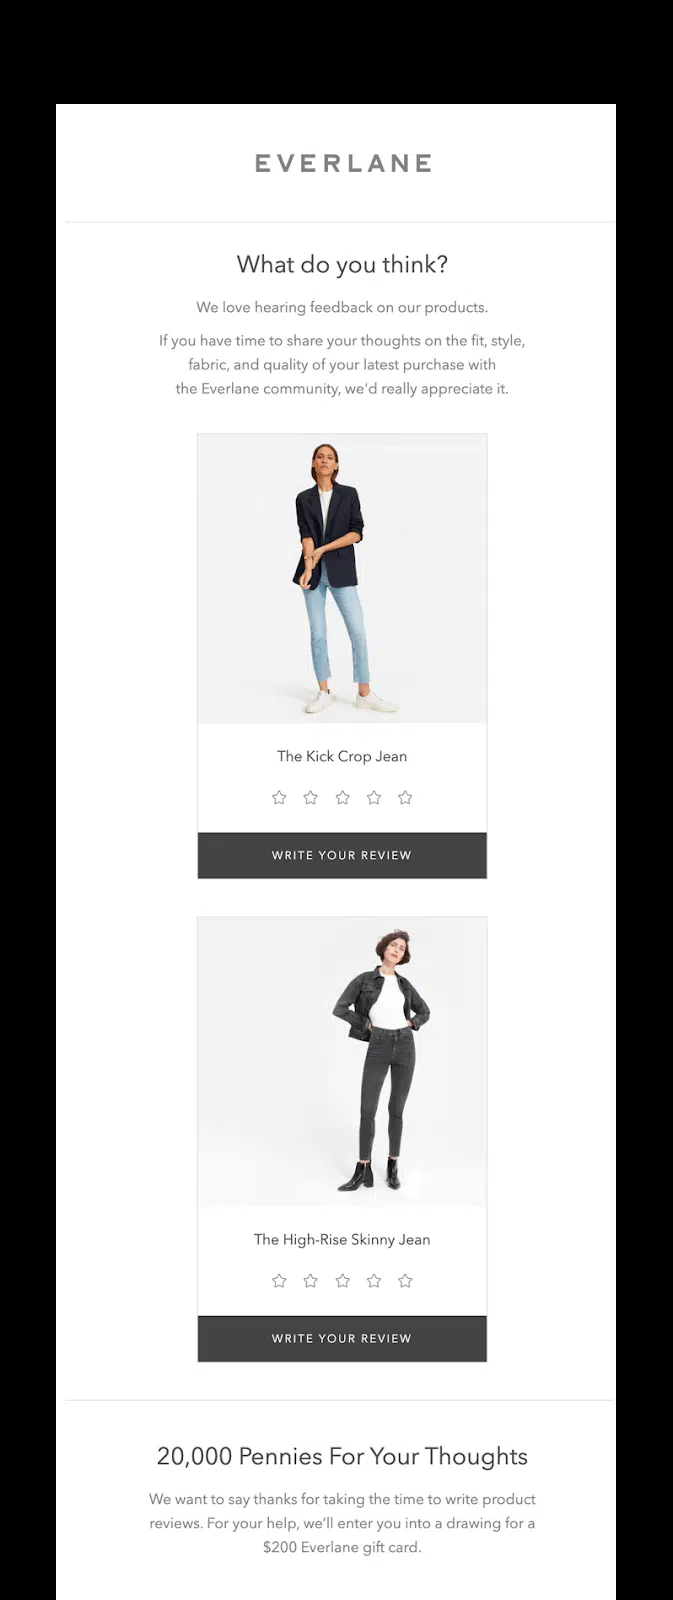 EVERLANE
What do you think?
We love hearing feedback on our products.
If you have time to share your thoughts on the fit, style,
fabric, and quality of your latest purchase with
the Everlane community, we'd really appreciate it.
The Kick Crop Jean
WRITE YOUR REVIEW
The High-Rise Skinny Jean
WRITE YOUR REVIEW
20,000 Pennies For Your Thoughts
We want to say thanks for taking the time to write product
reviews. For your help, we’ll enter you into a drawing for a
$200 Everlane gift card.